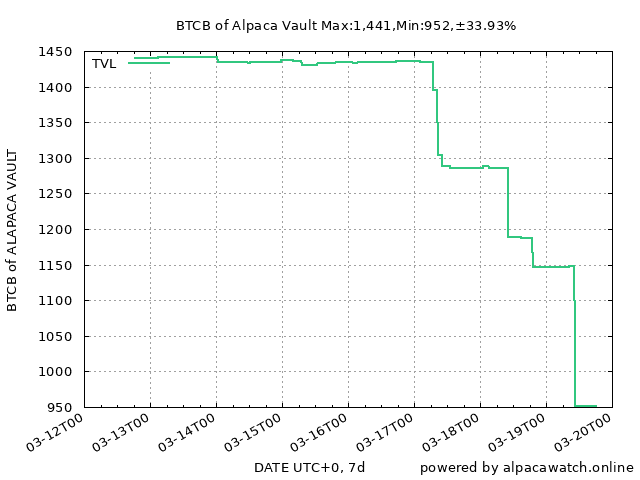 BTCB of Alpaca Vault Max:1,441,Min:952,±33.93%
1450
TVL
1400
1350
1300
1250
1200
1150
1100
1050
1000
950
BTCB of ALAPACA VAULT
03-12T00
03-13T00
03-14T00
03-15T00
03-16T00
03-17T00
03-18T00
03-19T00
03-20T00
DATE UTC+0, 7d
powered by alpacawatch.online